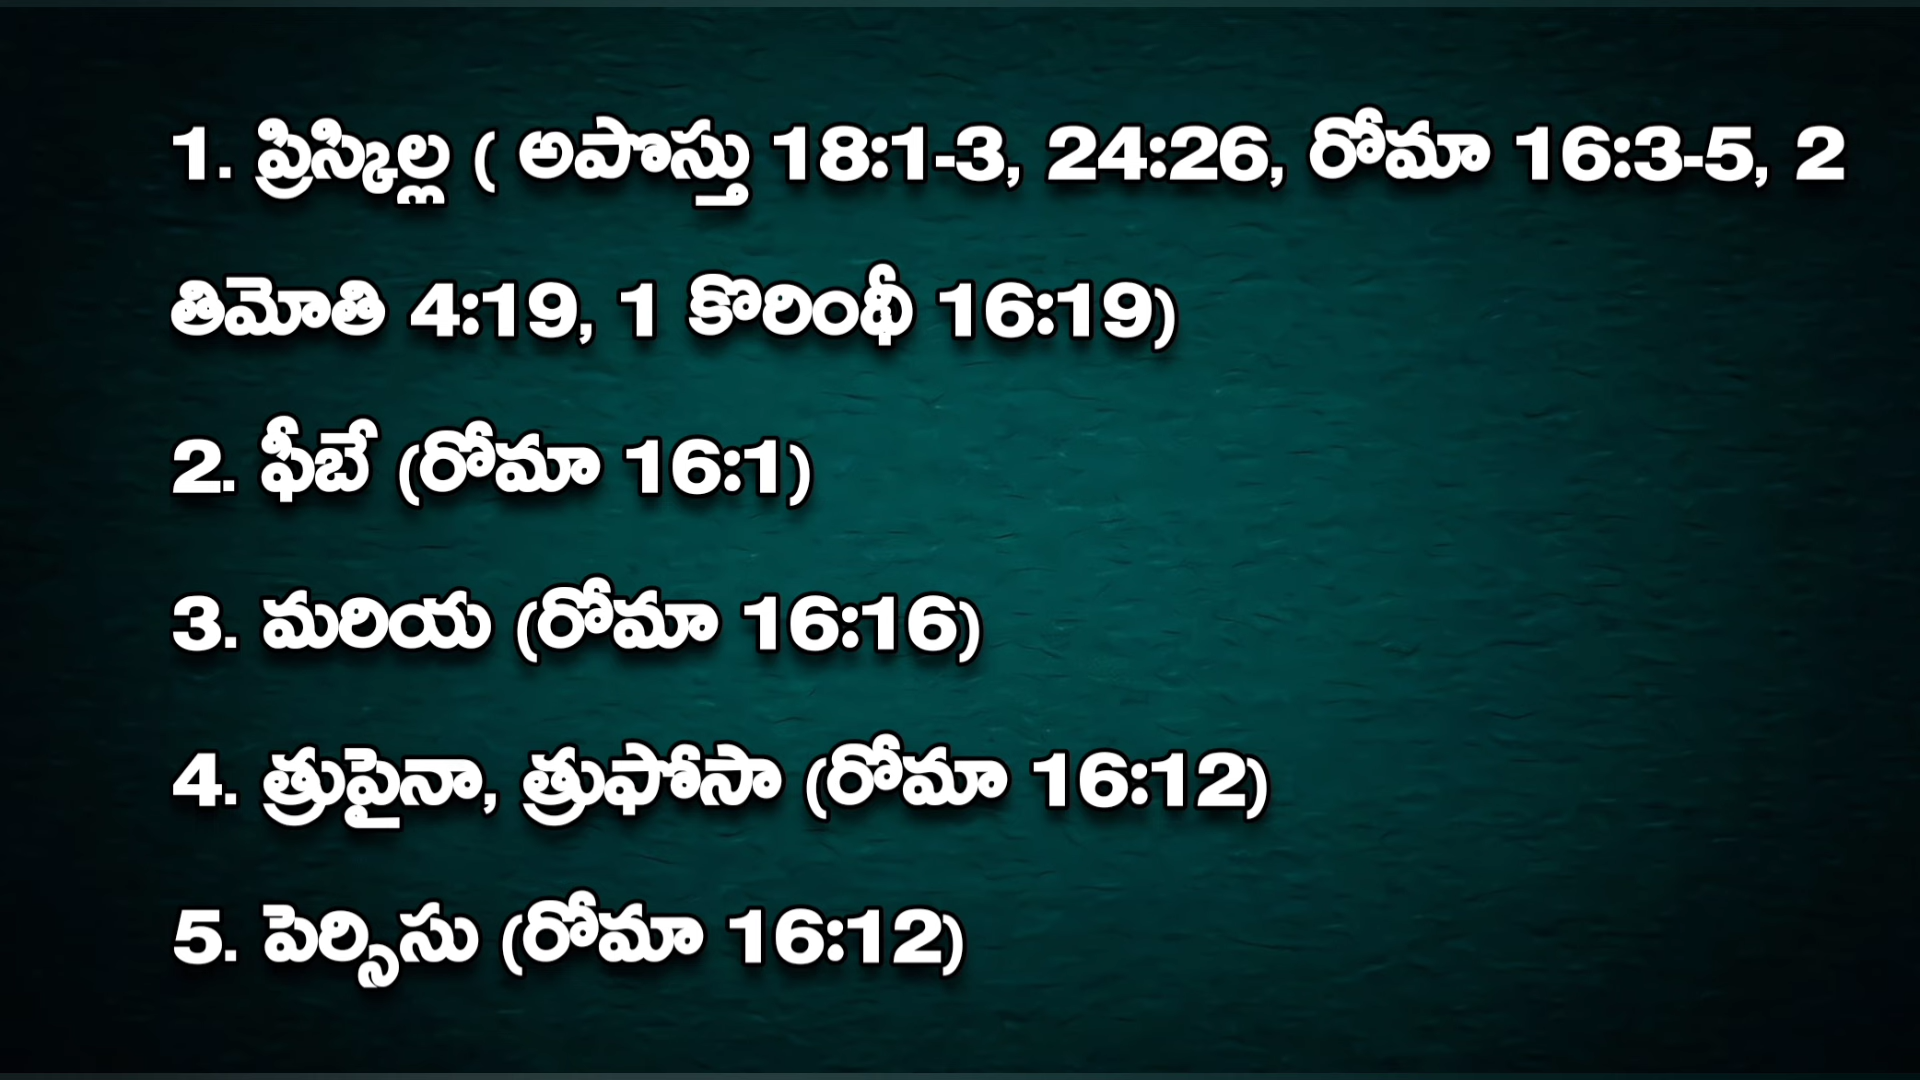 1. ప్రిస్కిల్ల ( అపొస్తు 18:1-3, 24:26, రోమా 16:3-5, 2
తిమోతి 4:19, 1 కొరింథీ 16:19)
2. ఫీబే (రోమా 16:1)
3. మరియ (రోమా 16:16)
4. త్రుపైనా, త్రుఫోసా (రోమా 16:12)
5. పెర్సిసు (రోమా 16:12)